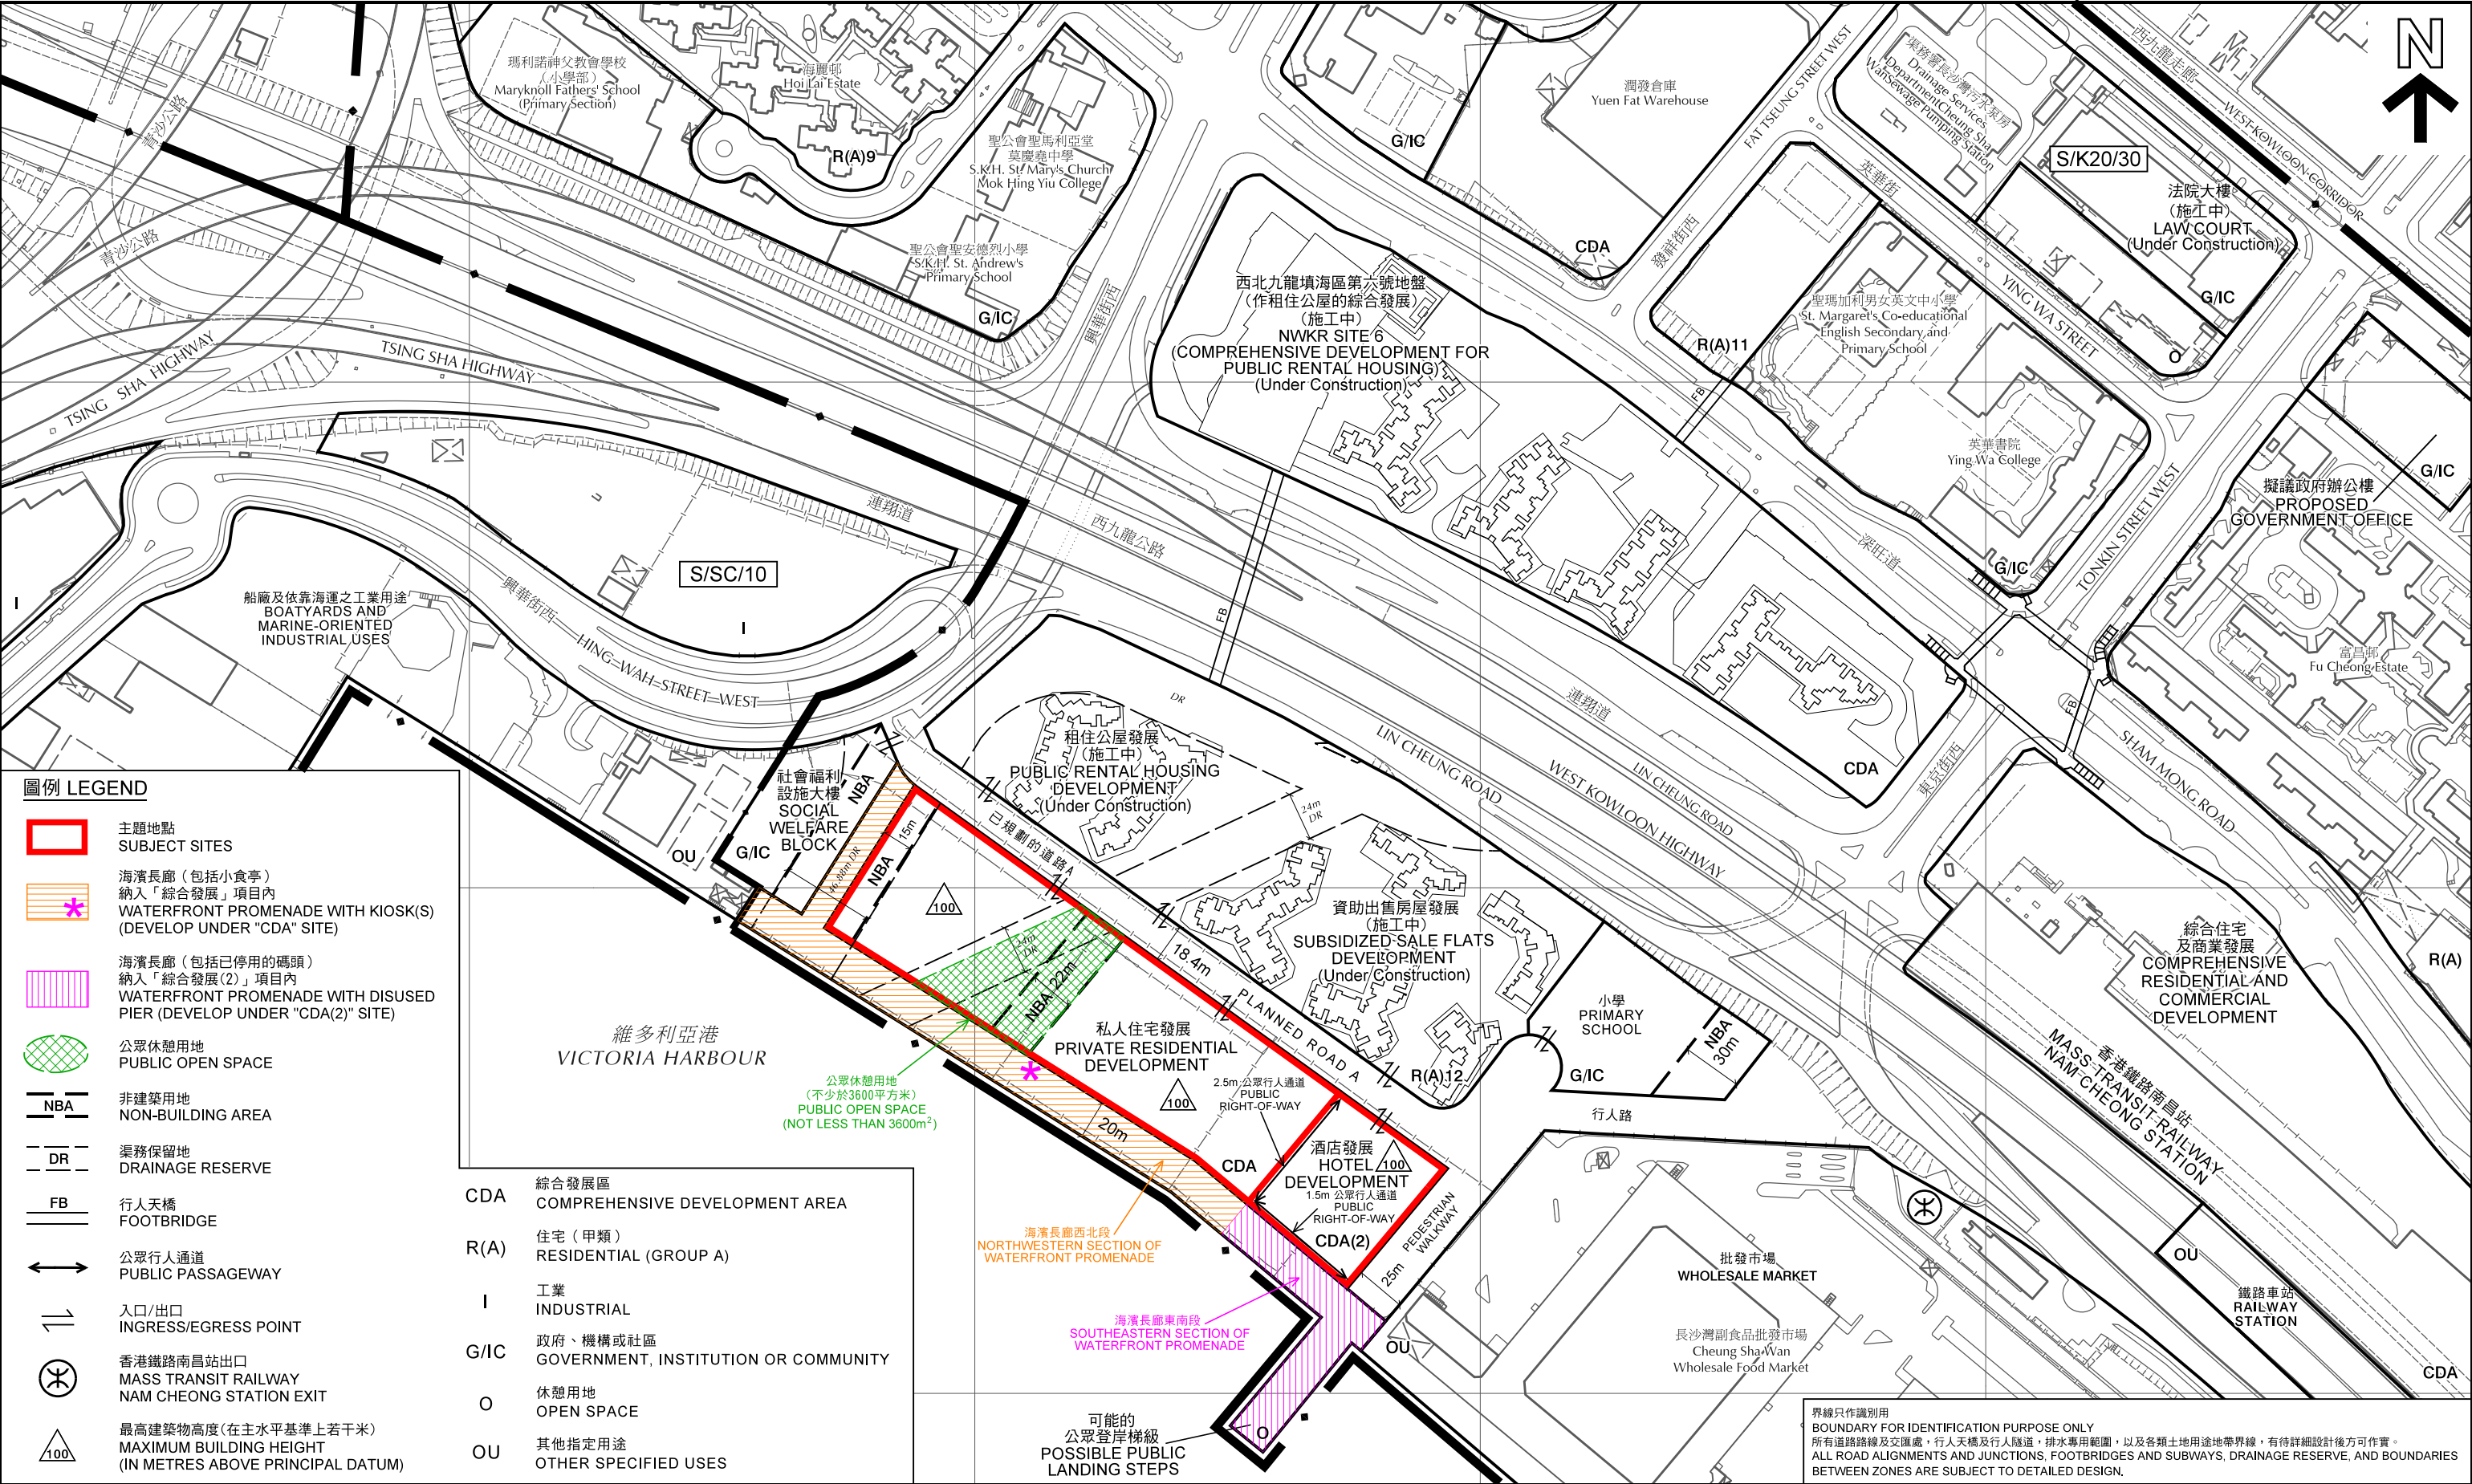 瑪利諾神父教會學校
（小學部）
Maryknoll Fathers' School
(Primary Section)
海麗邨
Hoi Lai Estate
R(A)9
聖公會聖馬利亞堂
莫慶堯中學
S.K.H. St. Mary's Church
Mok Hing Yiu College
聖公會聖安德烈小學
S.K.H. St. Andrew's
Primary School
G/IC
G/IC
潤發倉庫
Yuen Fat Warehouse
CDA
FAT TSEUNG STREET WEST
發祥街西
渠務署長沙灣污水泵房
Drainage Services
DepartmentCheung Sha
WanSewage Pumping Station
西九龍走廊
WEST KOWLOON CORRIDOR
N
S/K20/30
法院大樓
（施工中）
LAW COURT
(Under Construction)
G/IC
O
英華街
YING WA STREET
青沙公路
青沙公路
TSING SHA HIGHWAY
TSING SHA HIGHWAY
興華街西
西北九龍填海區第六號地盤
（作租住公屋的綜合發展）
（施工中）
NWKR SITE 6
(COMPREHENSIVE DEVELOPMENT FOR
PUBLIC RENTAL HOUSING)
(Under Construction)
聖瑪加利男女英文中小學
St. Margaret's Co-educational
English Secondary and
Primary School
R(A)11
FB
英華書院
Ying Wa College
G/IC
擬議政府辦公樓
PROPOSED
GOVERNMENT OFFICE
G/IC
TONKIN STREET WEST
深旺道
連翔道
西九龍公路
S/SC/10
I
I
興華街西
HING WAH STREET WEST
船廠及依靠海運之工業用途
BOATYARDS AND
MARINE-ORIENTED
INDUSTRIAL USES
FB
富昌邨
Fu Cheong Estate
FB
SHAM MONG ROAD
東京街西
CDA
連翔道
LIN CHEUNG ROAD
WEST KOWLOON HIGHWAY
LIN CHEUNG ROAD
DR
租住公屋發展
（施工中）
PUBLIC RENTAL HOUSING
DEVELOPMENT
(Under Construction)
24m
DR
已規劃的道路A
社會福利
設施大樓
SOCIAL
WELFARE
BLOCK
NBA
G/IC
OU
46.88m DR
15m
NBA
100
24m
DR
NBA 22m
18.4m
PLANNED ROAD A
資助出售房屋發展
（施工中）
SUBSIDIZED SALE FLATS
DEVELOPMENT
(Under Construction)
R(A)12
小學
PRIMARY
SCHOOL
NBA
30m
G/IC
行人路
綜合住宅
及商業發展
COMPREHENSIVE
RESIDENTIAL AND
COMMERCIAL
DEVELOPMENT
R(A)
香港鐵路南昌站
MASS TRANSIT RAILWAY
NAM CHEONG STATION
維多利亞港
VICTORIA HARBOUR
公眾休憩用地
（不少於3600平方米）
PUBLIC OPEN SPACE
(NOT LESS THAN 3600m²)
私人住宅發展
PRIVATE RESIDENTIAL
DEVELOPMENT
100
2.5m 公眾行人通道
PUBLIC
RIGHT-OF-WAY
20m
CDA
酒店發展
HOTEL
DEVELOPMENT
100
1.5m 公眾行人通道
PUBLIC
RIGHT-OF-WAY
CDA(2)
PEDESTRIAN
WALKWAY
25m
海濱長廊西北段
NORTHWESTERN SECTION OF
WATERFRONT PROMENADE
海濱長廊東南段
SOUTHEASTERN SECTION OF
WATERFRONT PROMENADE
OU
批發市場
WHOLESALE MARKET
長沙灣副食品批發市場
Cheung Sha Wan
Wholesale Food Market
OU
鐵路車站
RAILWAY
STATION
CDA
可能的
公眾登岸梯級
POSSIBLE PUBLIC
LANDING STEPS
O
圖例 LEGEND
主題地點
SUBJECT SITES
海濱長廊（包括小食亭）
納入「綜合發展」項目內
WATERFRONT PROMENADE WITH KIOSK(S)
(DEVELOP UNDER "CDA" SITE)
海濱長廊（包括已停用的碼頭）
納入「綜合發展(2)」項目內
WATERFRONT PROMENADE WITH DISUSED
PIER (DEVELOP UNDER "CDA(2)" SITE)
公眾休憩用地
PUBLIC OPEN SPACE
NBA
非建築用地
NON-BUILDING AREA
DR
渠務保留地
DRAINAGE RESERVE
FB
行人天橋
FOOTBRIDGE
公眾行人通道
PUBLIC PASSAGEWAY
入口/出口
INGRESS/EGRESS POINT
香港鐵路南昌站出口
MASS TRANSIT RAILWAY
NAM CHEONG STATION EXIT
100
最高建築物高度（在主水平基準上若干米）
MAXIMUM BUILDING HEIGHT
(IN METRES ABOVE PRINCIPAL DATUM)
CDA
綜合發展區
COMPREHENSIVE DEVELOPMENT AREA
R(A)
住宅（甲類）
RESIDENTIAL (GROUP A)
I
工業
INDUSTRIAL
G/IC
政府、機構或社區
GOVERNMENT, INSTITUTION OR COMMUNITY
O
休憩用地
OPEN SPACE
OU
其他指定用途
OTHER SPECIFIED USES
界線只作識別用
BOUNDARY FOR IDENTIFICATION PURPOSE ONLY
所有道路路線及交匯處，行人天橋及行人隧道，排水專用範圍，以及各類土地用途地帶界線，有待詳細設計後方可作實。
ALL ROAD ALIGNMENTS AND JUNCTIONS, FOOTBRIDGES AND SUBWAYS, DRAINAGE RESERVE, AND BOUNDARIES
BETWEEN ZONES ARE SUBJECT TO DETAILED DESIGN.